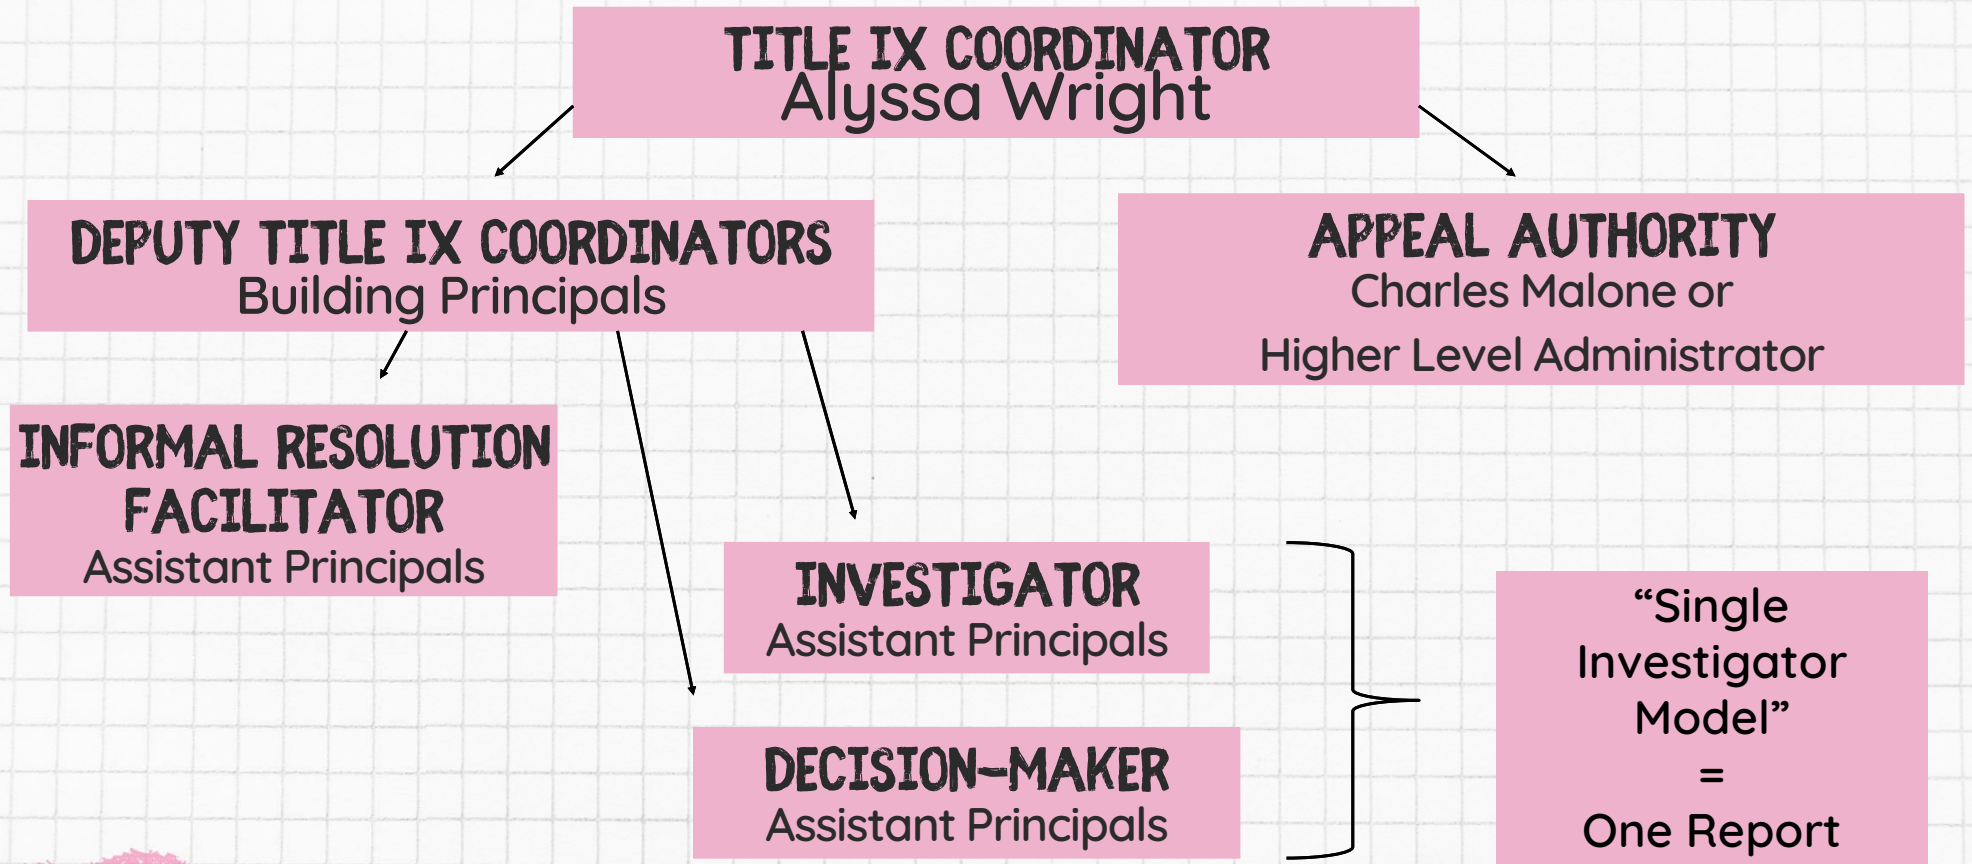 TITLE IX COORDINATOR
Alyssa Wright
DEPUTY TITLE IX COORDINATORS
Building Principals
APPEAL AUTHORITY
Charles Malone or
Higher Level Administrator
INFORMAL RESOLUTION
FACILITATOR
Assistant Principals
INVESTIGATOR
Assistant Principals
DECISION-MAKER
Assistant Principals
“Single
Investigator
Model”
=
One Report